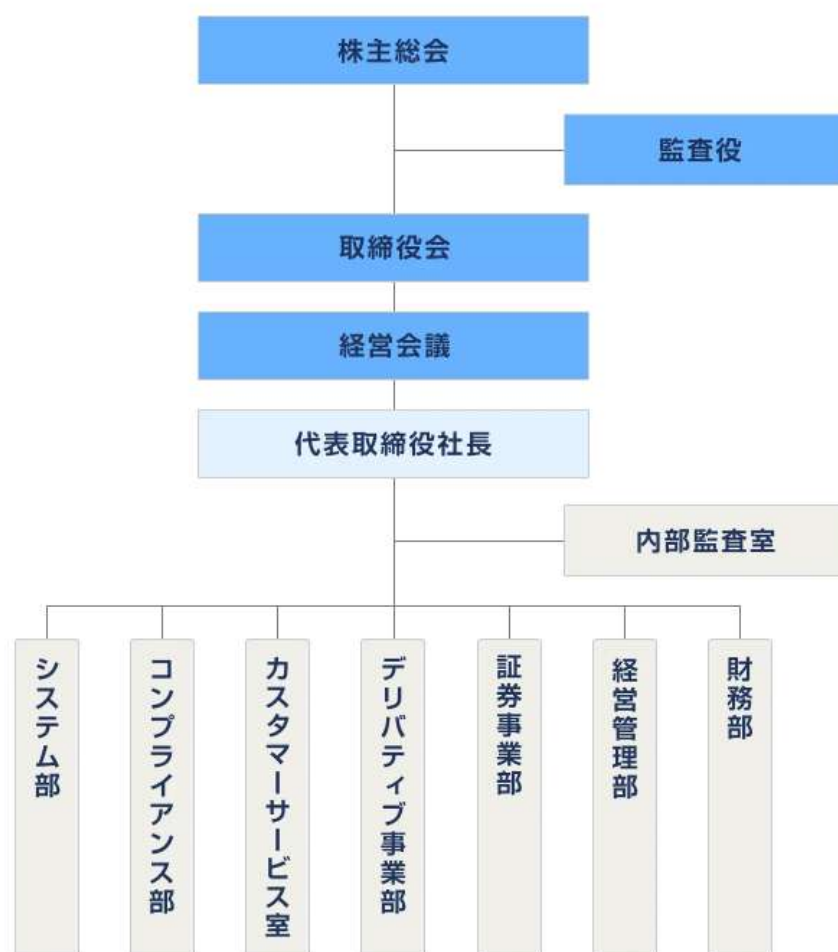 株主総会
監査役
取締役会
経営会議
代表取締役社長
内部監査室
システム部
コンプライアンス部
カスタマーサービス室
デリバティブ事業部
証券事業部
経営管理部
財務部